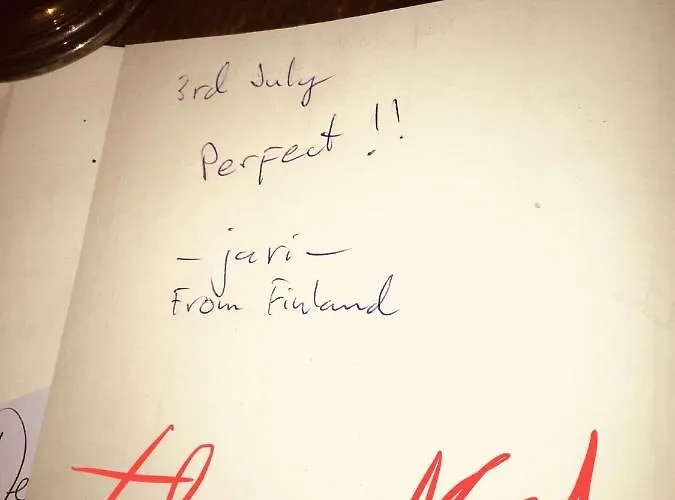 3rd July
Perfect !!
- jari -
From Finland